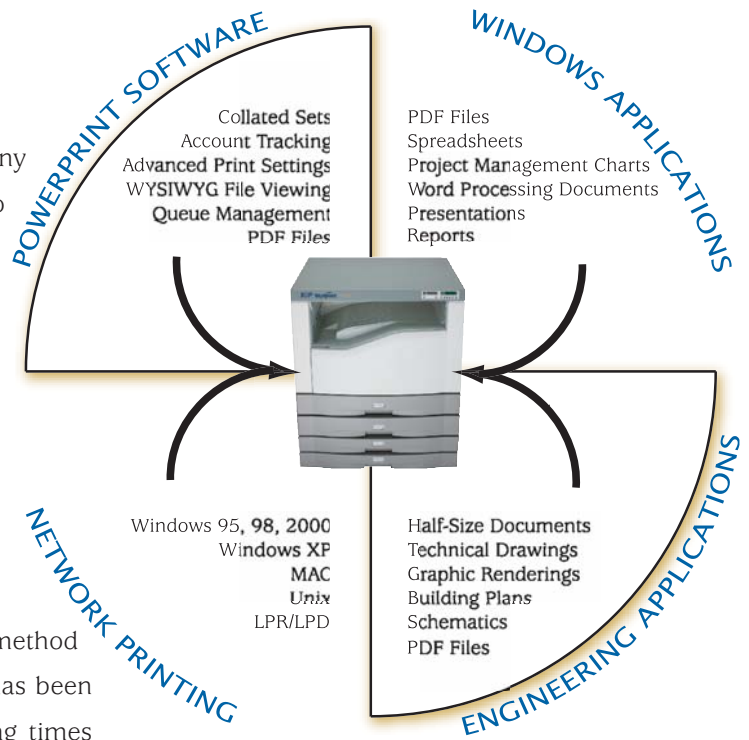 POWERPRINT SOFTWARE
Collated Sets
Account Tracking
Advanced Print Settings
WYSIWYG File Viewing
Queue Management
PDF Files
WINDOWS APPLICATIONS
PDF Files
Spreadsheets
Project Management Charts
Word Processing Documents
Presentations
Reports
ny
NETWORK PRINTING
Windows 95, 98, 2000
Windows XP
MAC
Unix
LPR/LPD
ENGINEERING APPLICATIONS
Half-Size Documents
Technical Drawings
Graphic Renderings
Building Plans
Schematics
PDF Files
method
as been
ng times